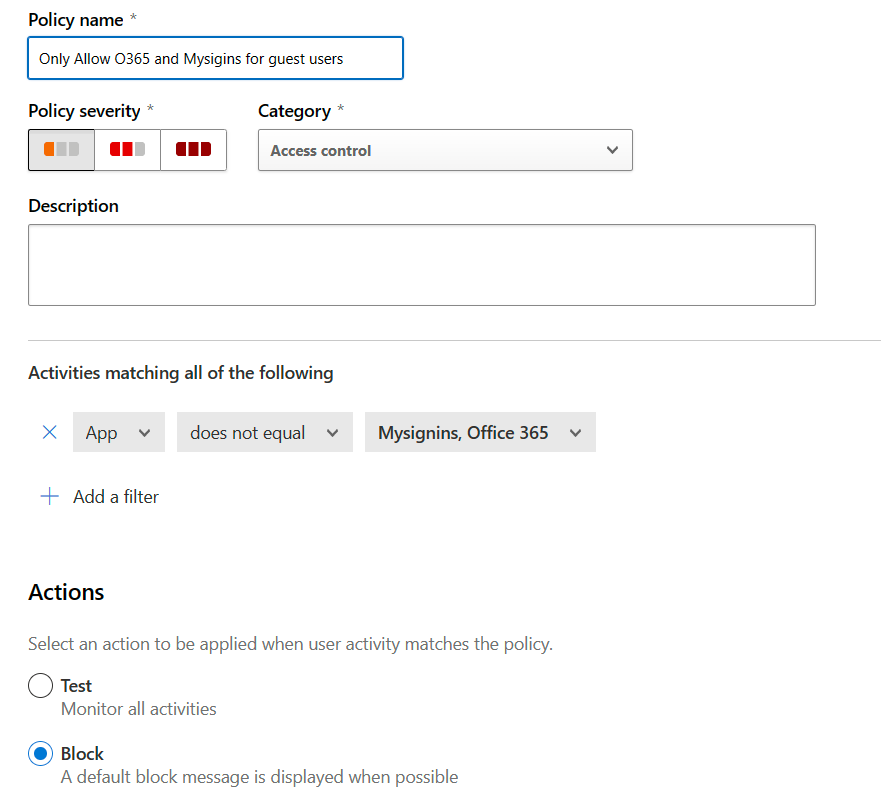 Policy name *
Only Allow O365 and Mysigins for guest users
Policy severity * Category *
Access control
Description
Activities matching all of the following
App does not equal Mysignins, Office 365
Add a filter
Actions
Select an action to be applied when user activity matches the policy.
Test
Monitor all activities
Block
A default block message is displayed when possible